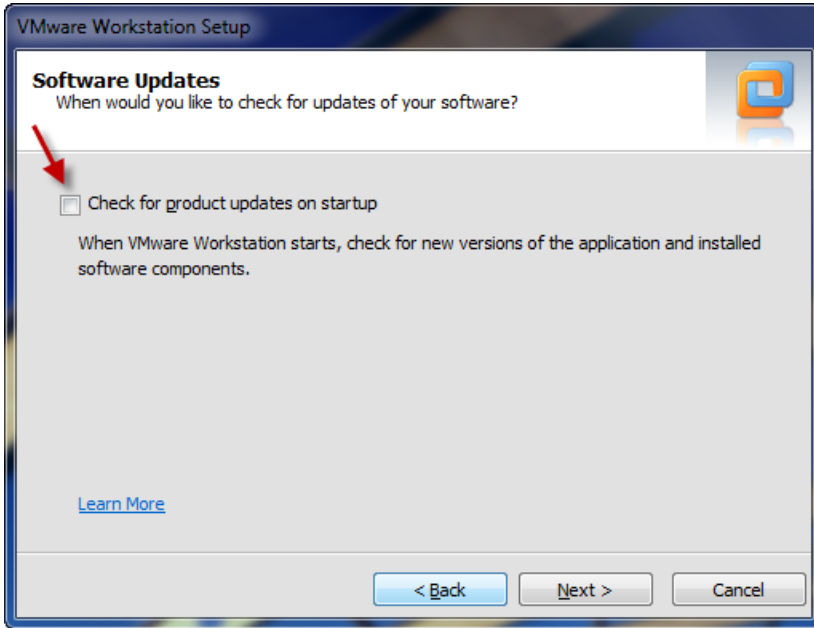 VMware Workstation Setup
Software Updates
When would you like to check for updates of your software?
Check for product updates on startup
When VMware Workstation starts, check for new versions of the application and installed
software components.
Learn More
< Back
Next >
Cancel